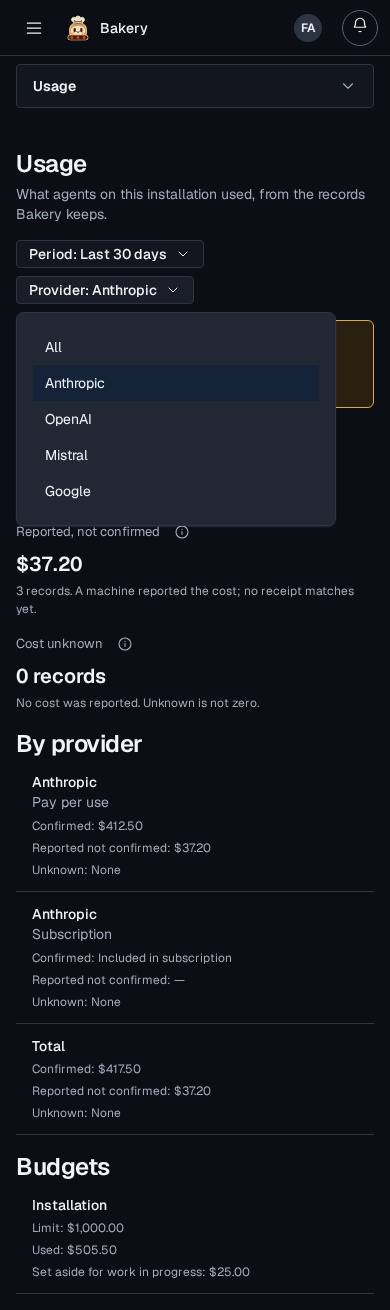 Bakery
FA
Usage
Usage
What agents on this installation used, from the records
Bakery keeps.
Period: Last 30 days
Provider: Anthropic
All
Anthropic
OpenAI
Mistral
Google
Reported, not confirmed
$37.20
3 records. A machine reported the cost; no receipt matches
yet.
Cost unknown
0 records
No cost was reported. Unknown is not zero.
By provider
Anthropic
Pay per use
Confirmed: $412.50
Reported not confirmed: $37.20
Unknown: None
Anthropic
Subscription
Confirmed: Included in subscription
Reported not confirmed: —
Unknown: None
Total
Confirmed: $417.50
Reported not confirmed: $37.20
Unknown: None
Budgets
Installation
Limit: $1,000.00
Used: $505.50
Set aside for work in progress: $25.00